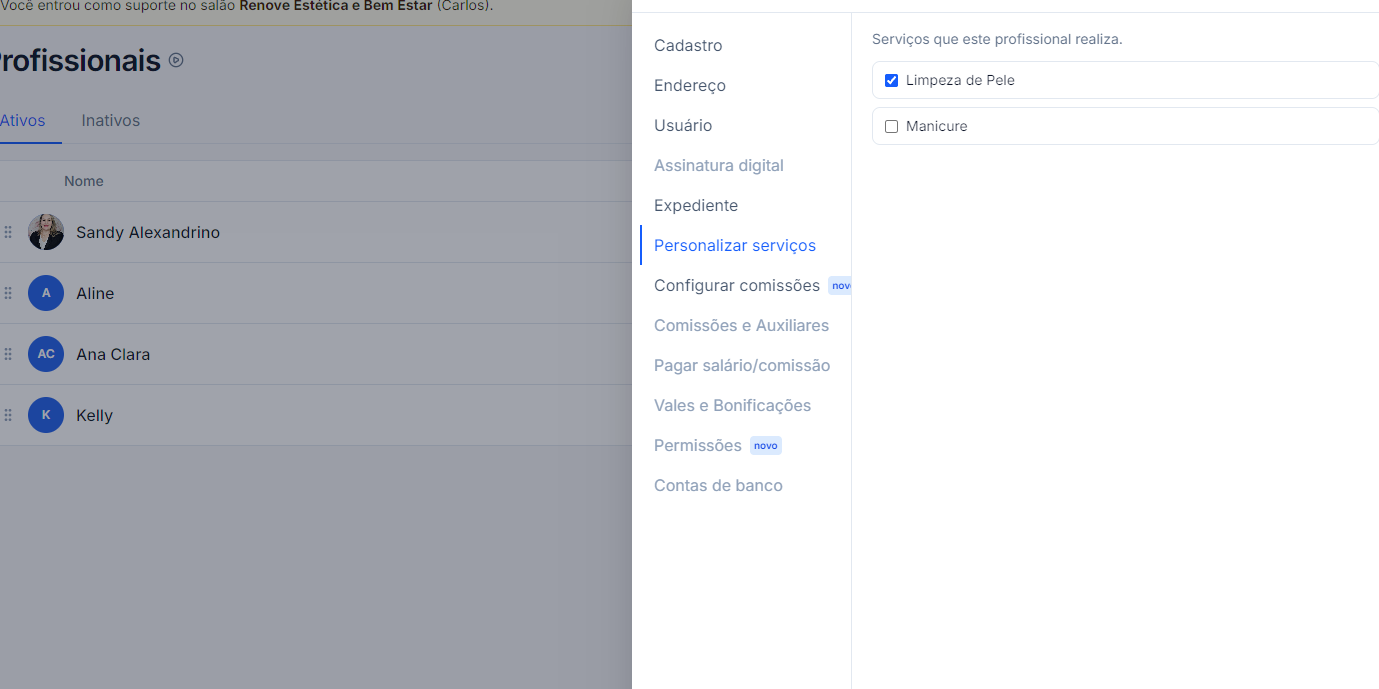 Você entrou como suporte no salão Renove Estética e Bem Estar (Carlos).
rofissionais
Ativos
Inativos
Nome
Sandy Alexandrino
A
Aline
AC
Ana Clara
K
Kelly
Cadastro
Endereço
Usuário
Assinatura digital
Expediente
Personalizar serviços
Configurar comissões nov
Comissões e Auxiliares
Pagar salário/comissão
Vales e Bonificações
Permissões novo
Contas de banco
Serviços que este profissional realiza.
Limpeza de Pele
Manicure